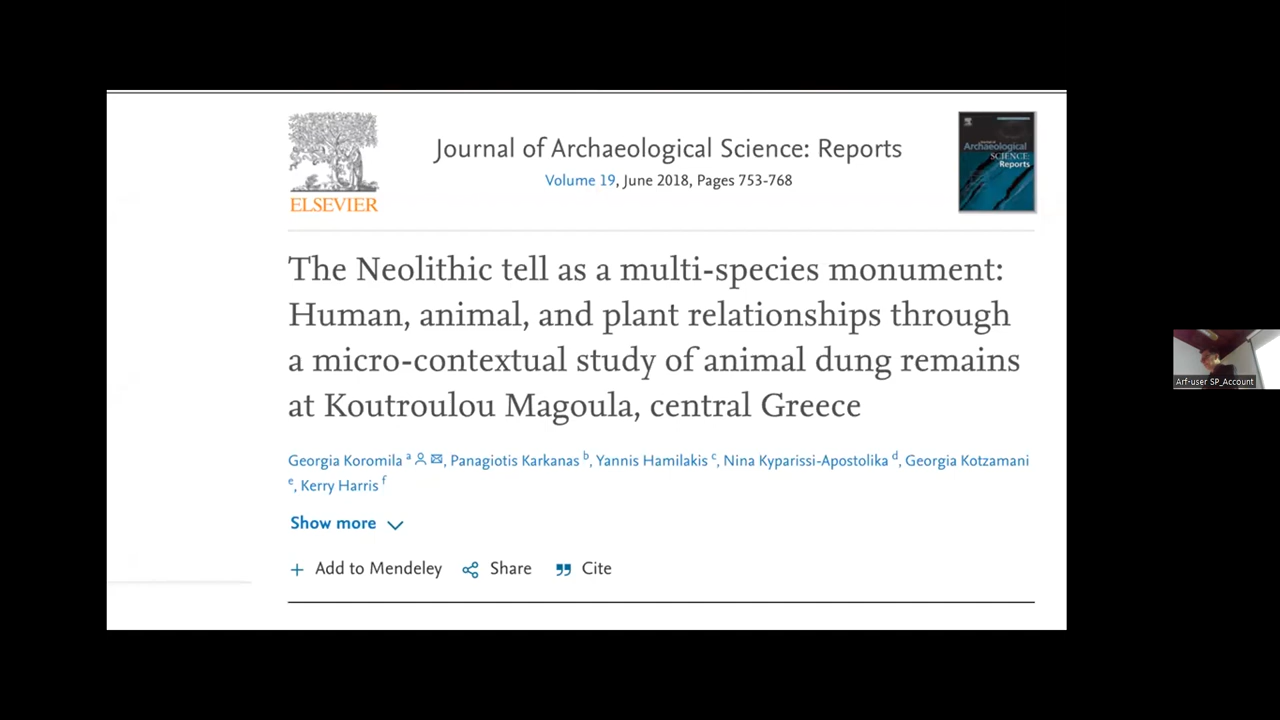 Journal of Archaeological Science: Reports
Volume 19, June 2018, Pages 753-768
ELSEVIER
Archaeological
SCIENCE:
Reports
The Neolithic tell as a multi-species monument:
Human, animal, and plant relationships through
a micro-contextual study of animal dung remains
at Koutroulou Magoula, central Greece
Georgia Koromila a, Panagiotis Karkanas b, Yannis Hamilakis c, Nina Kyparissi-Apostolika d, Georgia Kotzamani
e, Kerry Harris f
Show more
+ Add to Mendeley Share Cite
Arf-user SP_Account